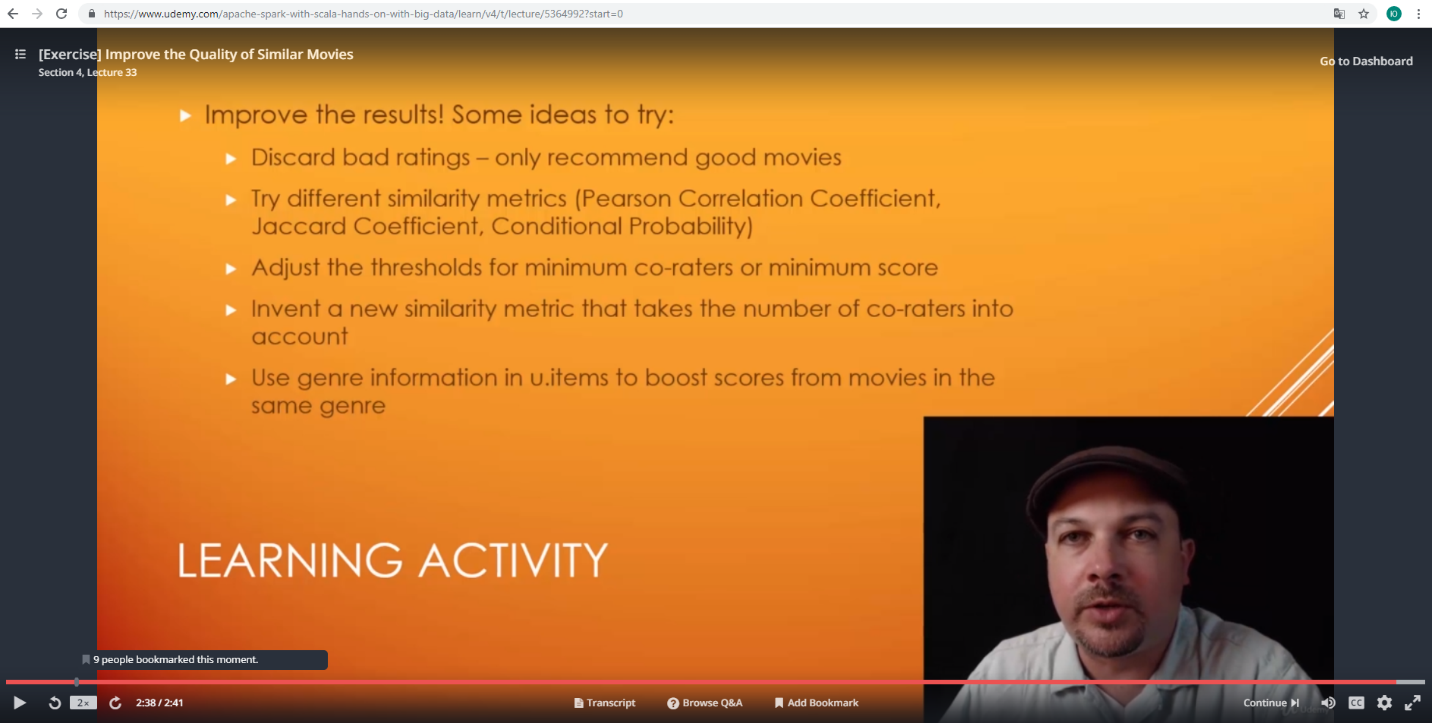 https://www.udemy.com/apache-spark-with-scala-hands-on-with-big-data/learn/v4/t/lecture/5364992?start=0
Ю
[Exercise] Improve the Quality of Similar Movies
Section 4, Lecture 33
Go to Dashboard
Improve the results! Some ideas to try:
Discard bad ratings – only recommend good movies
Try different similarity metrics (Pearson Correlation Coefficient,
Jaccard Coefficient, Conditional Probability)
Adjust the thresholds for minimum co-raters or minimum score
Invent a new similarity metric that takes the number of co-raters into
account
Use genre information in u.items to boost scores from movies in the
same genre
LEARNING ACTIVITY
9 people bookmarked this moment.
2x
2:38 / 2:41
Transcript
Browse Q&A
Add Bookmark
Continue
CC